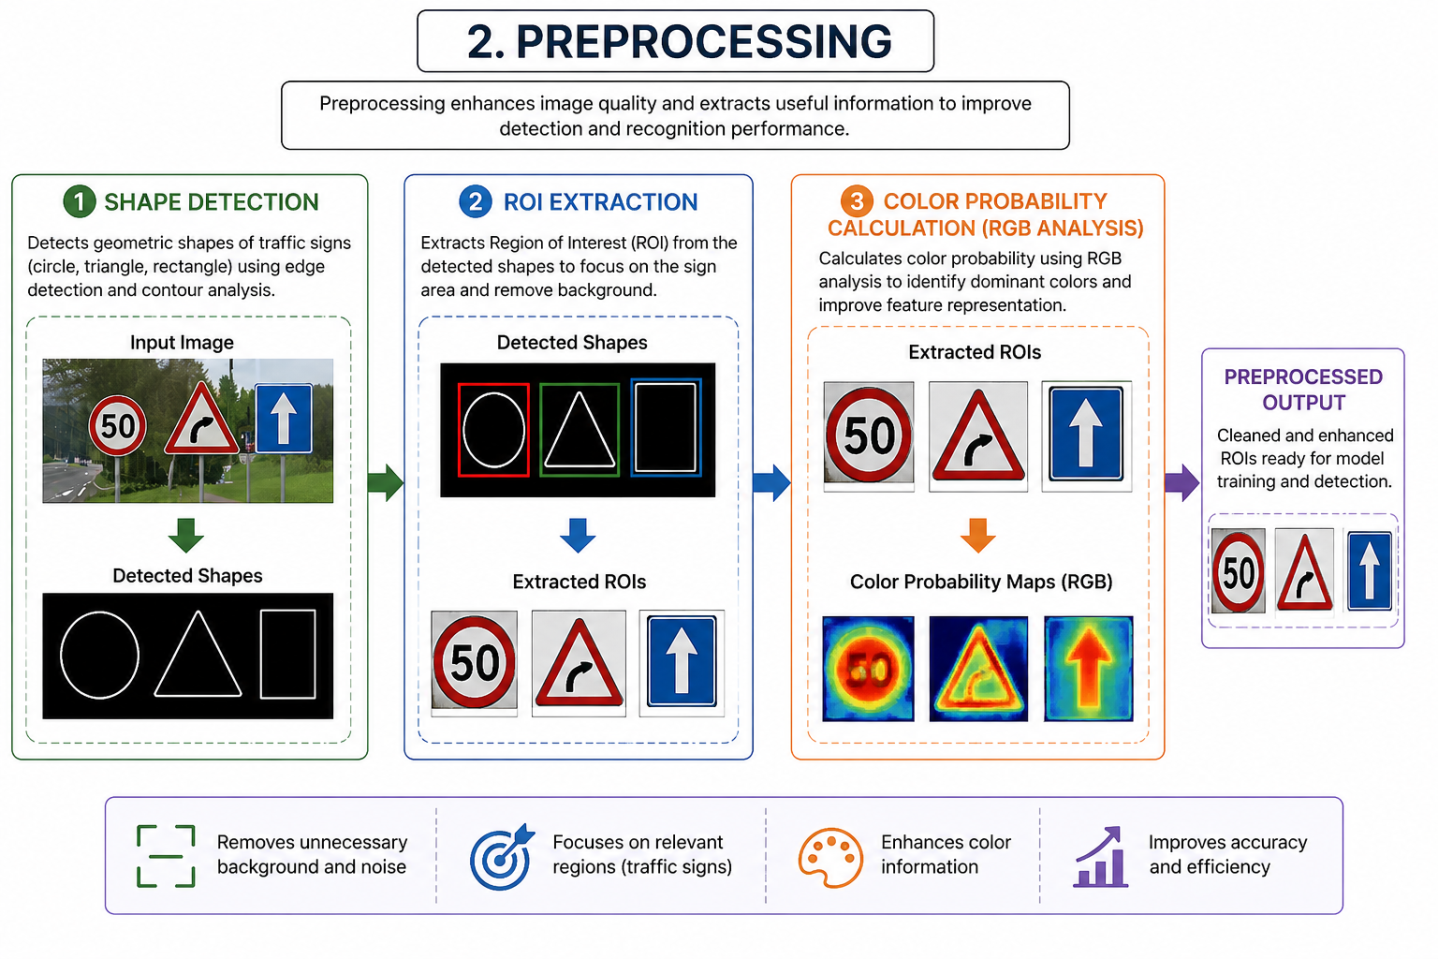 2. PREPROCESSING
Preprocessing enhances image quality and extracts useful information to improve
detection and recognition performance.
1 SHAPE DETECTION
Detects geometric shapes of traffic signs
(circle, triangle, rectangle) using edge
detection and contour analysis.
Input Image
50
Detected Shapes
2 ROI EXTRACTION
Extracts Region of Interest (ROI) from the
detected shapes to focus on the sign
area and remove background.
Detected Shapes
Extracted ROIs
50
3 COLOR PROBABILITY
CALCULATION (RGB ANALYSIS)
Calculates color probability using RGB
analysis to identify dominant colors and
improve feature representation.
Extracted ROIs
50
Color Probability Maps (RGB)
50
PREPROCESSED
OUTPUT
Cleaned and enhanced
ROIs ready for model
training and detection.
50
Removes unnecessary
background and noise
Focuses on relevant
regions (traffic signs)
Enhances color
information
Improves accuracy
and efficiency